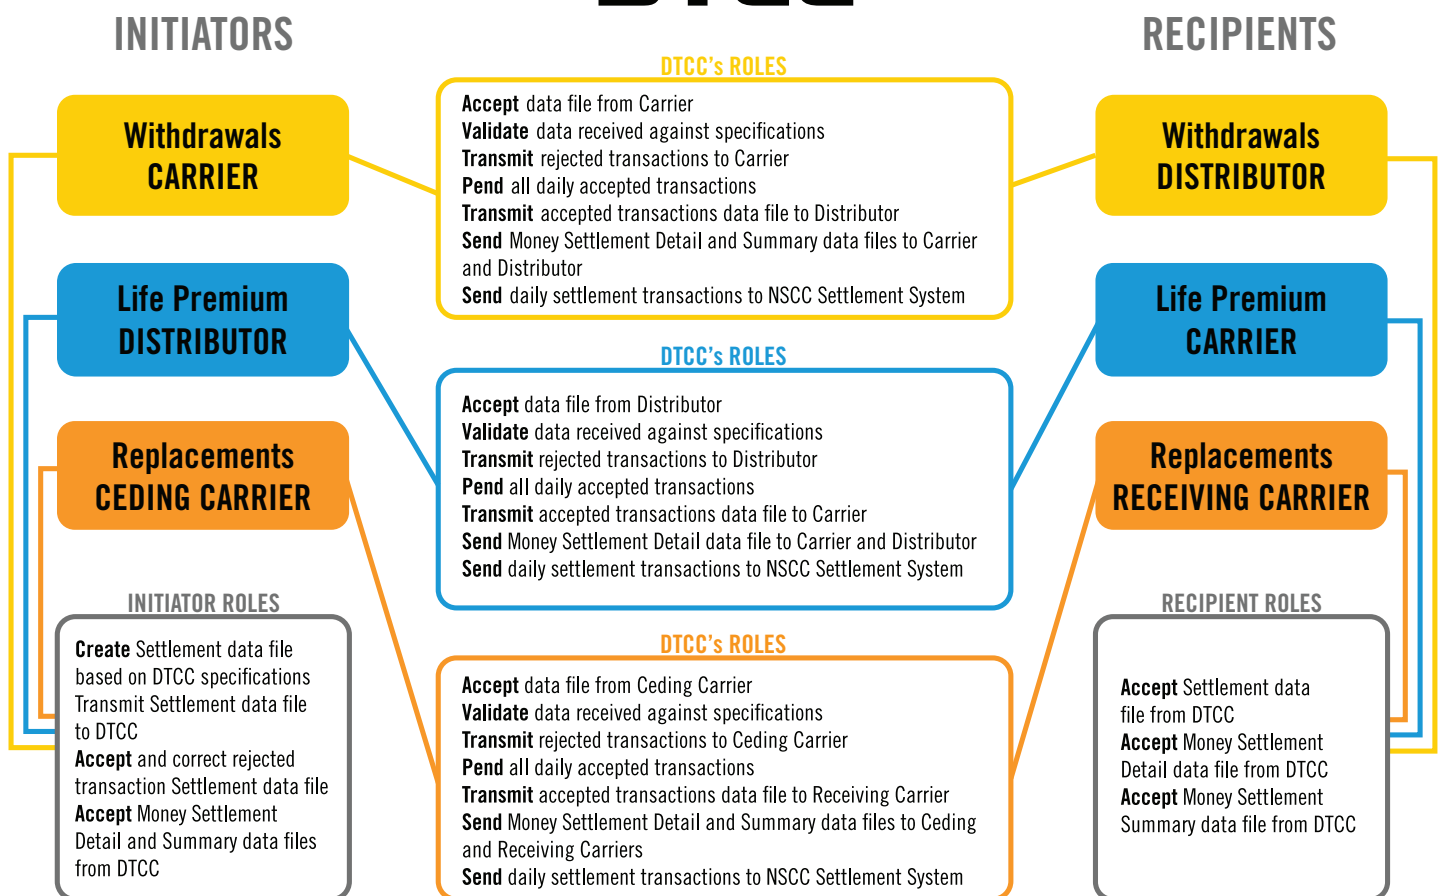 INITIATORS
RECIPIENTS
Withdrawals
CARRIER
Life Premium
DISTRIBUTOR
Replacements
CEDING CARRIER
INITIATOR ROLES
Create Settlement data file
based on DTCC specifications
Transmit Settlement data file
to DTCC
Accept and correct rejected
transaction Settlement data file
Accept Money Settlement
Detail and Summary data files
from DTCC
DTCC's ROLES
Accept data file from Carrier
Validate data received against specifications
Transmit rejected transactions to Carrier
Pend all daily accepted transactions
Transmit accepted transactions data file to Distributor
Send Money Settlement Detail and Summary data files to Carrier
and Distributor
Send daily settlement transactions to NSCC Settlement System
DTCC's ROLES
Accept data file from Distributor
Validate data received against specifications
Transmit rejected transactions to Distributor
Pend all daily accepted transactions
Transmit accepted transactions data file to Carrier
Send Money Settlement Detail data file to Carrier and Distributor
Send daily settlement transactions to NSCC Settlement System
DTCC's ROLES
Accept data file from Ceding Carrier
Validate data received against specifications
Transmit rejected transactions to Ceding Carrier
Pend all daily accepted transactions
Transmit accepted transactions data file to Receiving Carrier
Send Money Settlement Detail and Summary data files to Ceding
and Receiving Carriers
Send daily settlement transactions to NSCC Settlement System
Withdrawals
DISTRIBUTOR
Life Premium
CARRIER
Replacements
RECEIVING CARRIER
RECIPIENT ROLES
Accept Settlement data
file from DTCC
Accept Money Settlement
Detail data file from DTCC
Accept Money Settlement
Summary data file from DTCC